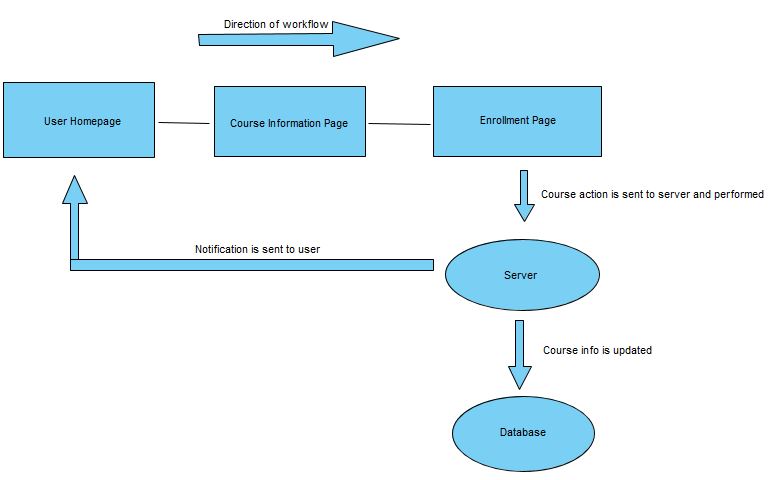 Direction of workflow
User Homepage
Course Information Page
Enrollment Page
Course action is sent to server and performed
Notification is sent to user
Server
Course info is updated
Database